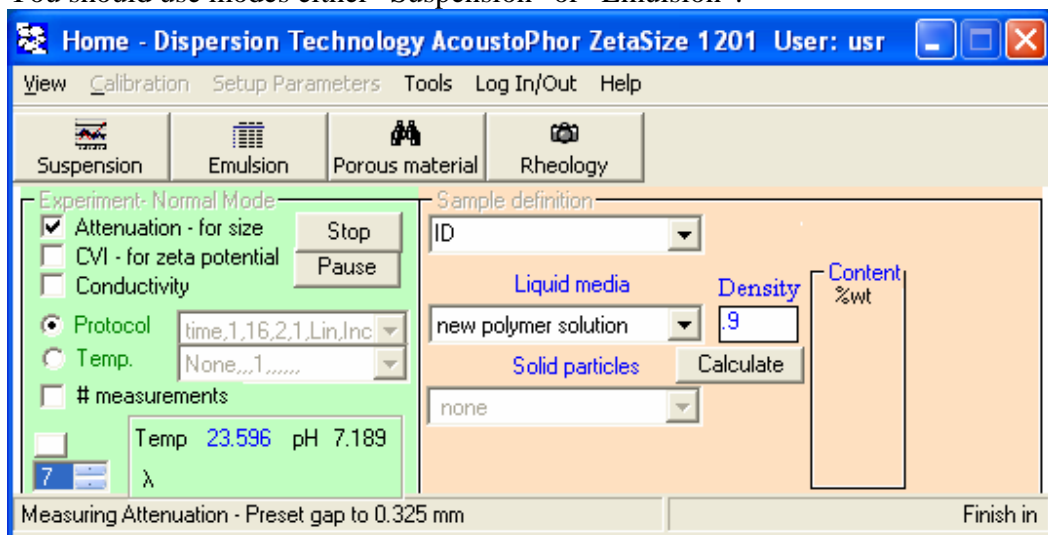 You should use modes either "Suspension" or "Emulsion".
Home - Dispersion Technology AcoustoPhor ZetaSize 1201 User: usr
View Calibration Setup Parameters Tools Log In/Out Help
Suspension Emulsion Porous material Rheology
Experiment- Normal Mode
Attenuation - for size
Stop
CVI - for zeta potential
Pause
Conductivity
Protocol time,1,16,2,1,Lin,Inc
Temp. None,,,1,,,,,,
# measurements
Temp 23.596 pH 7.189
7
λ
Sample definition
ID
Liquid media
Density
new polymer solution
.9
Solid particles
Calculate
none
Content
%wt
Measuring Attenuation - Preset gap to 0.325 mm
Finish in